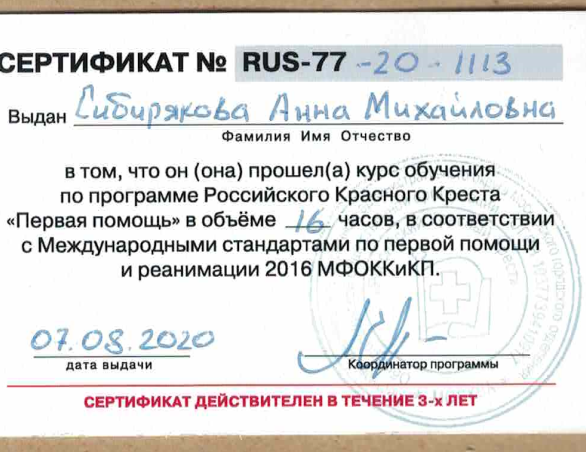 СЕРТИФИКАТ № RUS-77 -20-1113
Выдан Сибирякова Анна Михайловна
Фамилия Имя Отчество
в том, что он (она) прошел(а) курс обучения
по программе Российского Красного Креста
«Первая помощь» в объёме 16 часов, в соответствии
с Международными стандартами по первой помощи
и реанимации 2016 МФОККиКП.
07.08.2020
дата выдачи
Координатор программы
СЕРТИФИКАТ ДЕЙСТВИТЕЛЕН В ТЕЧЕНИЕ 3-х ЛЕТ